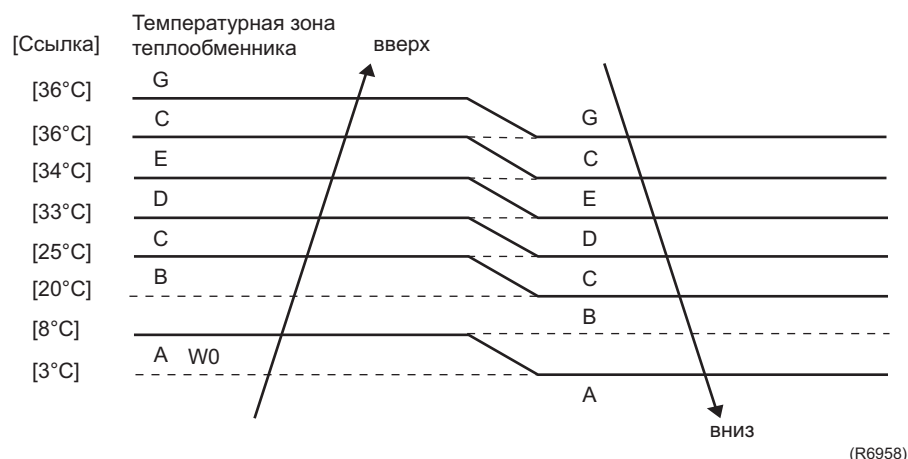 Температурная зона
[Ссылка] теплообменника вверх
[36°C] G
G
[36°C] C
C
[34°C] E
E
[33°C] D
D
[25°C] C
C
[20°C] B
B
[8°C]
A W0
[3°C]
A
вниз
(R6958)